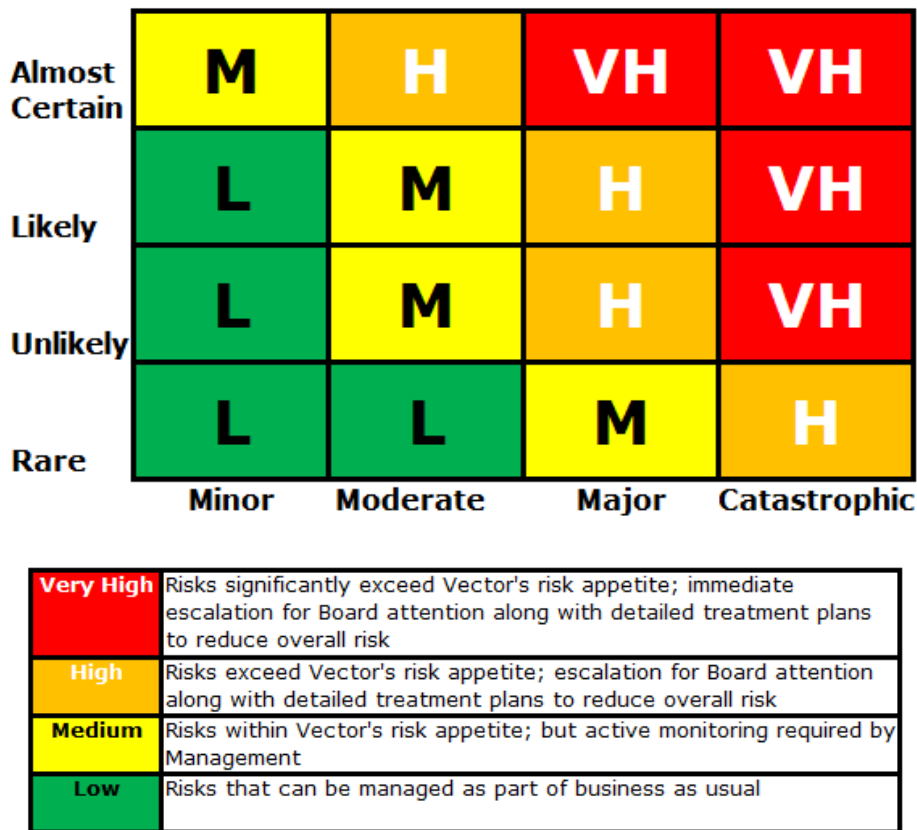 Almost
Certain
M
H
VH
VH
Likely
L
M
H
VH
Unlikely
L
M
H
VH
Rare
L
L
M
H
Minor
Moderate
Major
Catastrophic
Very High
Risks significantly exceed Vector's risk appetite; immediate
escalation for Board attention along with detailed treatment plans
to reduce overall risk
High
Risks exceed Vector's risk appetite; escalation for Board attention
along with detailed treatment plans to reduce overall risk
Medium
Risks within Vector's risk appetite; but active monitoring required by
Management
Low
Risks that can be managed as part of business as usual